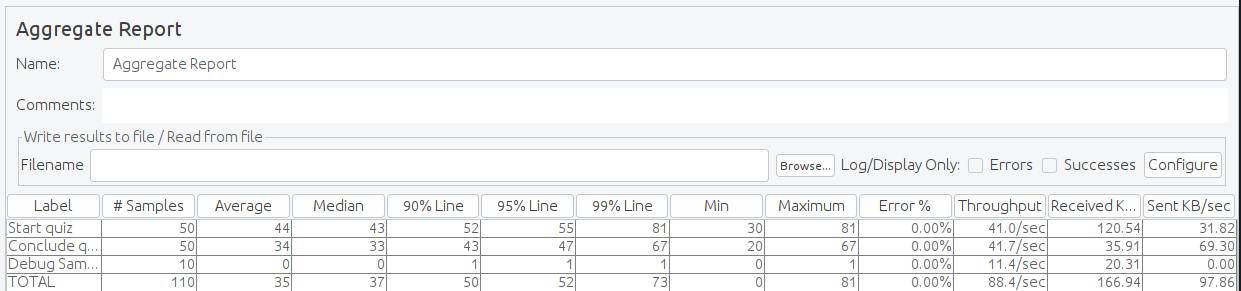 Aggregate Report
Name: Aggregate Report
Comments:
Write results to file / Read from file
Filename Browse... Log/Display Only: Errors Successes Configure
Label # Samples Average Median 90% Line 95% Line 99% Line Min Maximum Error % Throughput Received K... Sent KB/sec
Start quiz 50 44 43 52 55 81 30 81 0.00% 41.0/sec 120.54 31.82
Conclude q... 50 34 33 43 47 67 20 67 0.00% 41.7/sec 35.91 69.30
Debug Sam... 10 0 0 1 1 1 0 1 0.00% 11.4/sec 20.31 0.00
TOTAL 110 35 37 50 52 73 0 81 0.00% 88.4/sec 166.94 97.86